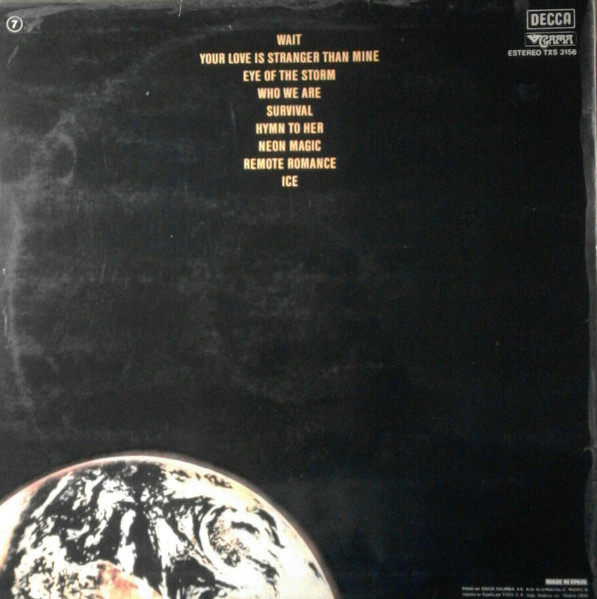 7
DECCA
GAMA
ESTEREO TXS 3156
WAIT
YOUR LOVE IS STRANGER THAN MINE
EYE OF THE STORM
WHO WE ARE
SURVIVAL
HYMN TO HER
NEON MAGIC
REMOTE ROMANCE
ICE
MADE IN SPAIN